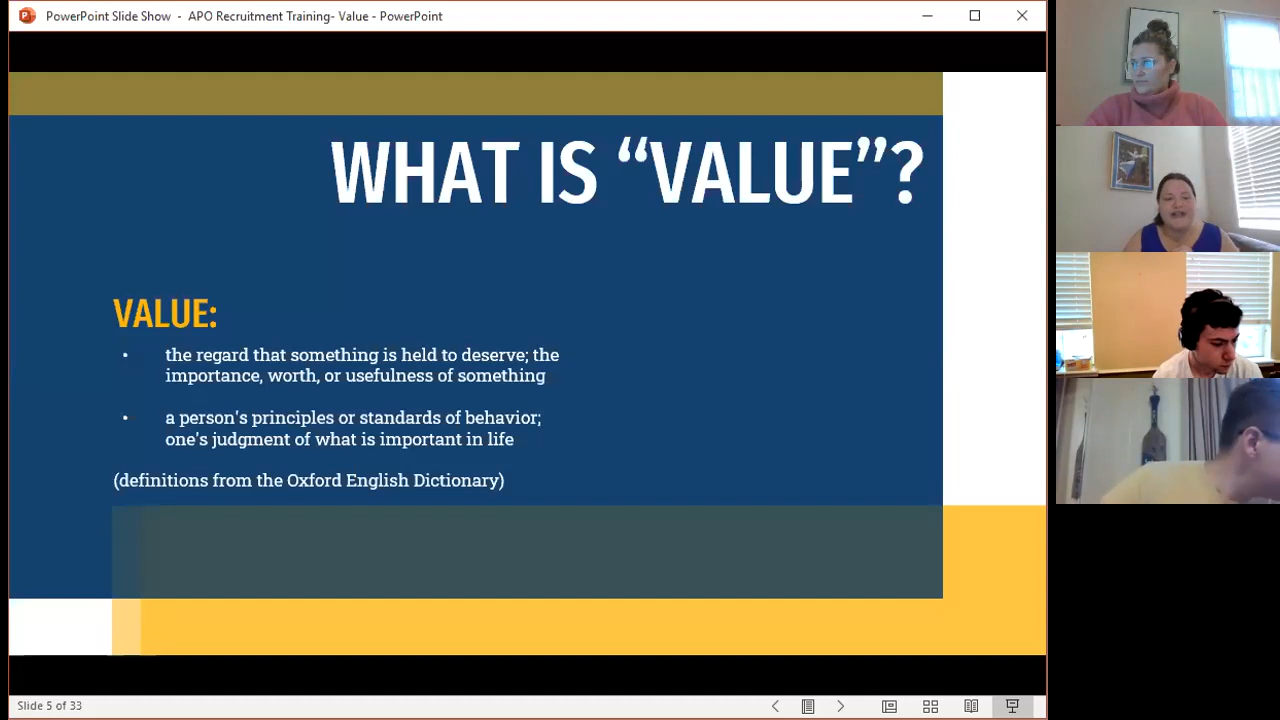 PowerPoint Slide Show - APO Recruitment Training- Value - PowerPoint
WHAT IS “VALUE”?
VALUE:
• the regard that something is held to deserve; the
importance, worth, or usefulness of something
• a person's principles or standards of behavior;
one's judgment of what is important in life
(definitions from the Oxford English Dictionary)
Slide 5 of 33